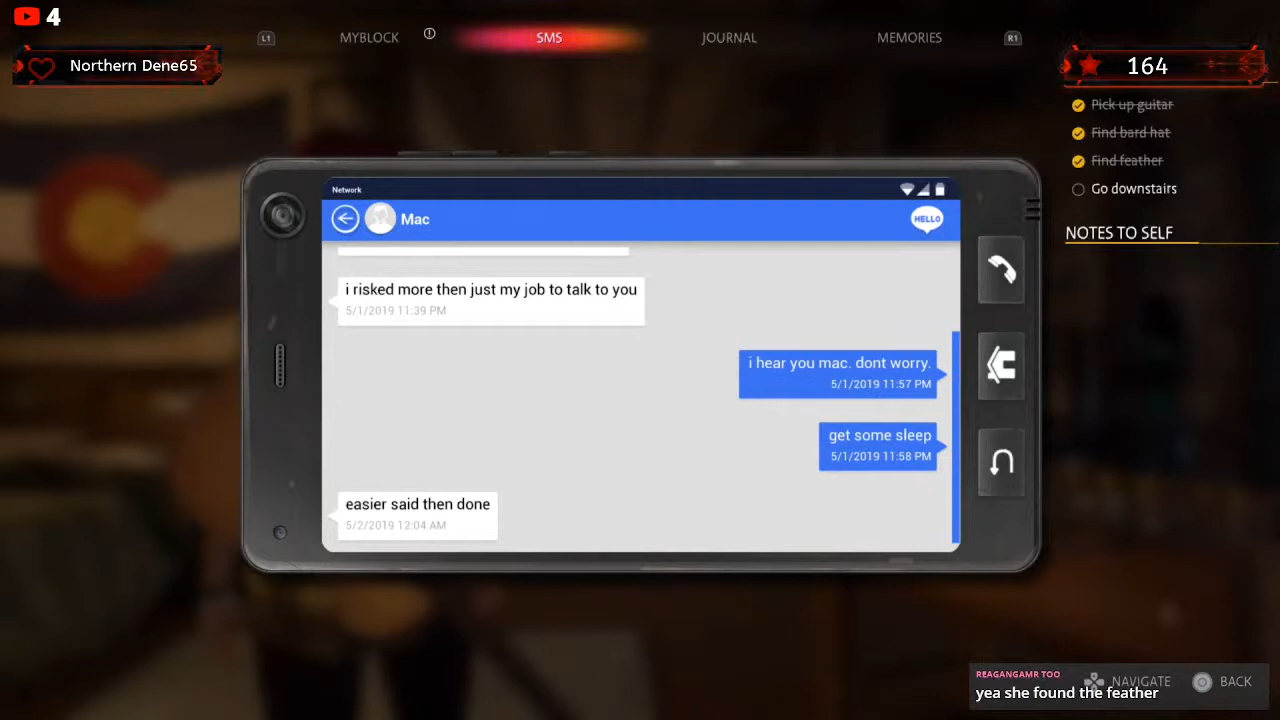 4
L1
MYBLOCK
SMS
JOURNAL
MEMORIES
R1
Northern Dene65
164
Pick up guitar
Find bard hat
Find feather
Go downstairs
NOTES TO SELF
Network
Mac
HELLO
i risked more then just my job to talk to you
5/1/2019 11:39 PM
i hear you mac. dont worry.
5/1/2019 11:57 PM
get some sleep
5/1/2019 11:58 PM
easier said then done
5/2/2019 12:04 AM
REAGANGAMR TOO
yea she found the feather
NAVIGATE
BACK